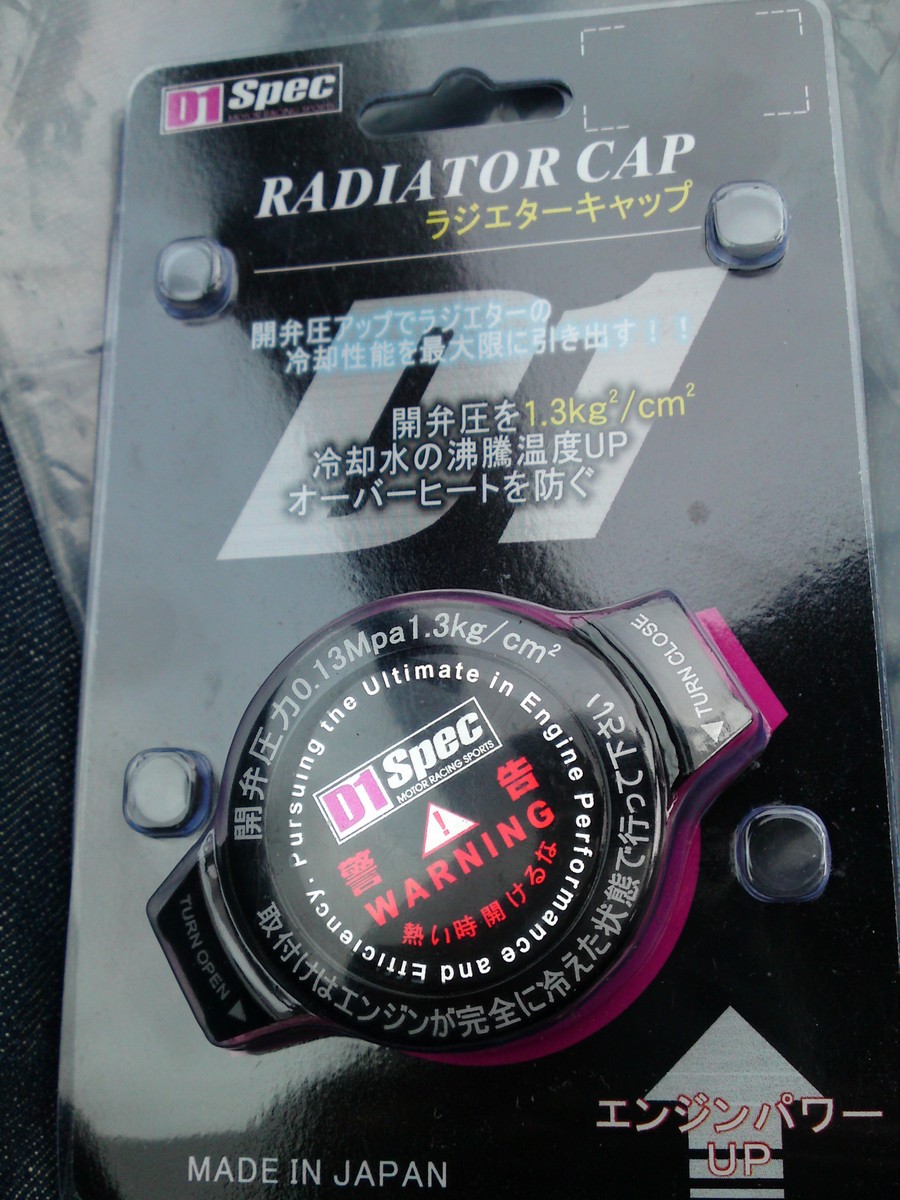 D1 Spec
MOTOR RACING SPORTS
RADIATOR CAP
ラジエターキャップ
D1
開弁圧アップでラジエターの
冷却性能を最大限に引き出す！！
開弁圧を1.3kg²/cm²
冷却水の沸騰温度UP
オーバーヒートを防ぐ
開弁圧力0.13Mpa1.3kg/cm²
Pursuing the Ultimate in Engine Performance and Efficiency.
TURN CLOSE
D1 Spec
MOTOR RACING SPORTS
警告
WARNING
熱い時開けるな
取付けはエンジンが完全に冷えた状態で行って下さい
TURN OPEN
エンジンパワー
UP
MADE IN JAPAN